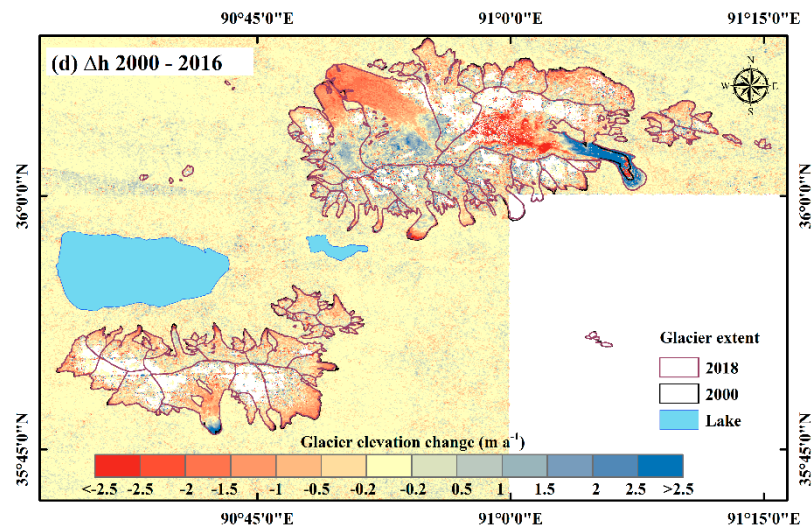 90°45'0"E 91°0'0"E 91°15'0"E
(d) Δh 2000 - 2016
N
W E
S
36°0'0"N 36°0'0"N
Glacier extent
2018
2000
Lake
35°45'0"N 35°45'0"N
Glacier elevation change (m a⁻¹)
<-2.5 -2.5 -2 -1.5 -1 -0.5 -0.2 -0.2 0.5 1 1.5 2 2.5 >2.5
90°45'0"E 91°0'0"E 91°15'0"E